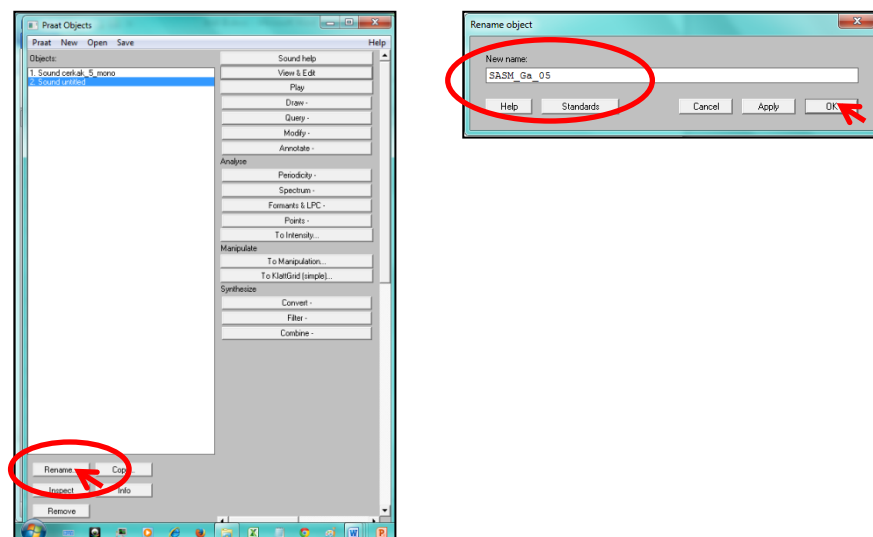 Praat Objects
Praat New Open Save Help
Objects:
1. Sound cerkak_5_mono
2. Sound untitled
Sound help
View & Edit
Play
Draw -
Query -
Modify -
Annotate -
Analyse
Periodicity -
Spectrum -
Formants & LPC -
Points -
To Intensity...
Manipulate
To Manipulation...
To KlattGrid (simple)...
Synthesize
Convert -
Filter -
Combine -
Rename... Cop
Inspect Info
Remove
Rename object
New name:
SASM_Ga_05
Help Standards Cancel Apply OK